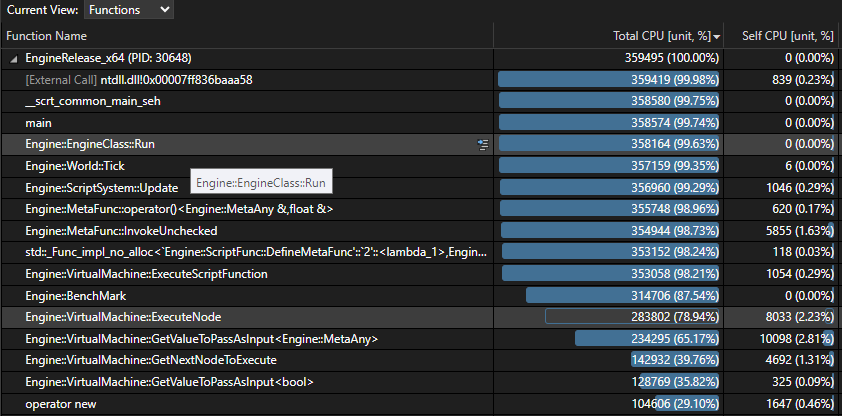 Current View: Functions
Function Name Total CPU [unit, %] Self CPU [unit, %]
EngineRelease_x64 (PID: 30648) 359495 (100.00%) 0 (0.00%)
[External Call] ntdll.dll!0x00007ff836baaa58 359419 (99.98%) 839 (0.23%)
__scrt_common_main_seh 358580 (99.75%) 0 (0.00%)
main 358574 (99.74%) 0 (0.00%)
Engine::EngineClass::Run 358164 (99.63%) 0 (0.00%)
Engine::World::Tick 357159 (99.35%) 6 (0.00%)
Engine::EngineClass::Run
Engine::ScriptSystem::Update 356960 (99.29%) 1046 (0.29%)
Engine::MetaFunc::operator()<Engine::MetaAny &,float &> 355748 (98.96%) 620 (0.17%)
Engine::MetaFunc::InvokeUnchecked 354944 (98.73%) 5855 (1.63%)
std::_Func_impl_no_alloc<`Engine::ScriptFunc::DefineMetaFunc'::`2'::<lambda_1>,Engin... 353152 (98.24%) 118 (0.03%)
Engine::VirtualMachine::ExecuteScriptFunction 353058 (98.21%) 1054 (0.29%)
Engine::BenchMark 314706 (87.54%) 0 (0.00%)
Engine::VirtualMachine::ExecuteNode 283802 (78.94%) 8033 (2.23%)
Engine::VirtualMachine::GetValueToPassAsInput<Engine::MetaAny> 234295 (65.17%) 10098 (2.81%)
Engine::VirtualMachine::GetNextNodeToExecute 142932 (39.76%) 4692 (1.31%)
Engine::VirtualMachine::GetValueToPassAsInput<bool> 128769 (35.82%) 325 (0.09%)
operator new 104606 (29.10%) 1647 (0.46%)